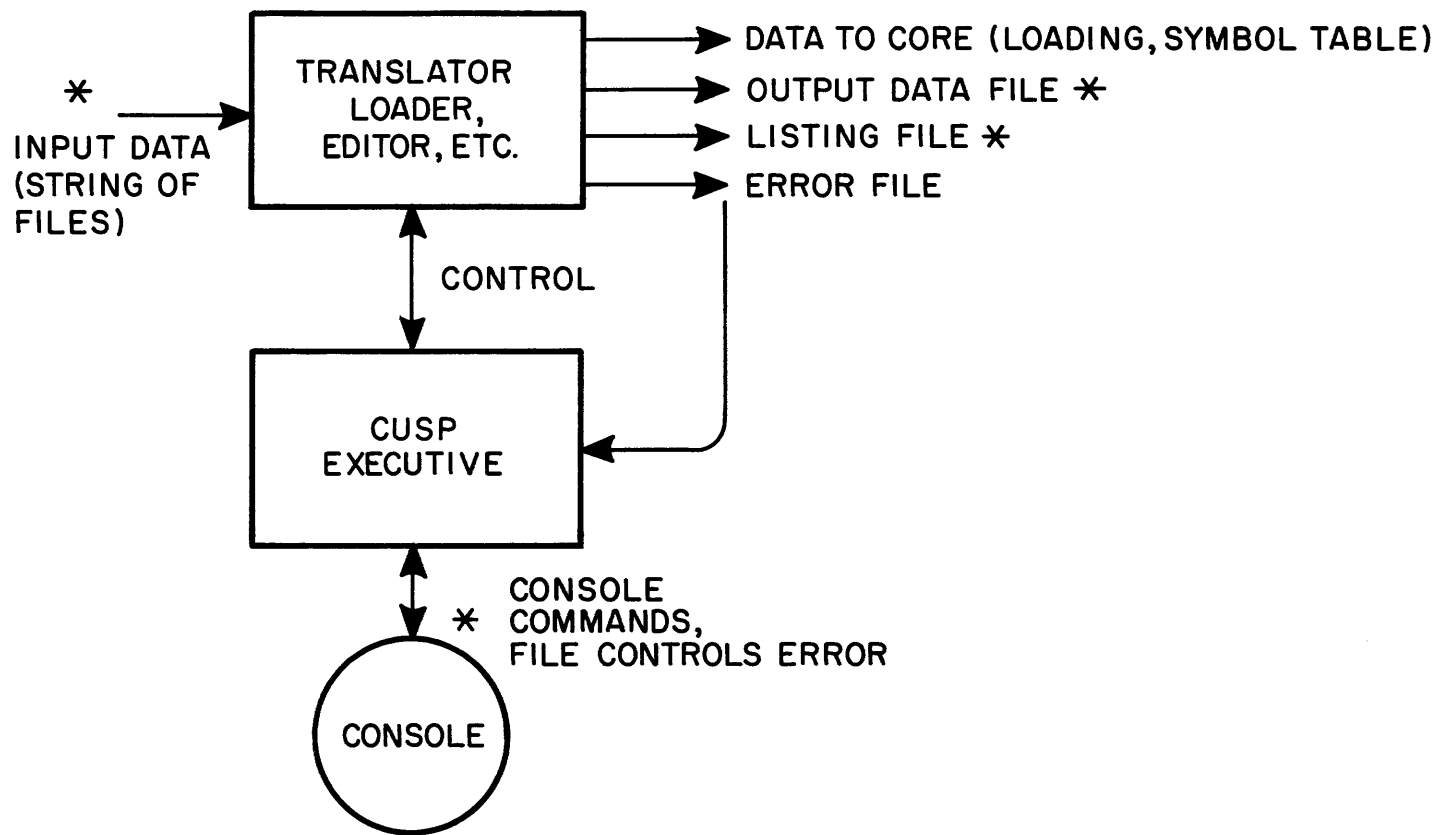 *
INPUT DATA
(STRING OF
FILES)
TRANSLATOR
LOADER,
EDITOR, ETC.
DATA TO CORE (LOADING, SYMBOL TABLE)
OUTPUT DATA FILE *
LISTING FILE *
ERROR FILE
CONTROL
CUSP
EXECUTIVE
*
CONSOLE
COMMANDS,
FILE CONTROLS ERROR
CONSOLE